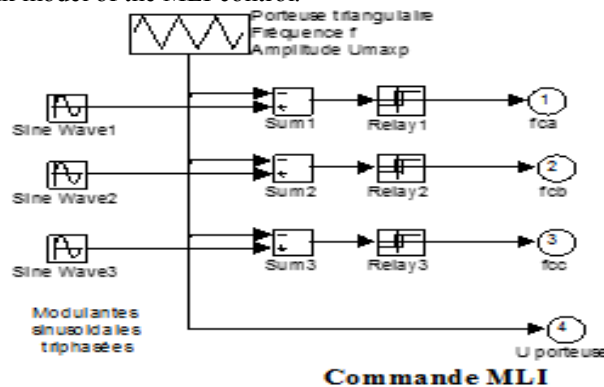 model of the MLI control.
Porteuse triangulaire
Fréquence f
Amplitude Umaxp
Sine Wave1
Sum1
Relay1
1
fca
Sine Wave2
Sum2
Relay2
2
fcb
Sine Wave3
Sum3
Relay3
3
fcc
Modulantes
sinusoïdales
triphasées
4
U porteuse
Commande MLI